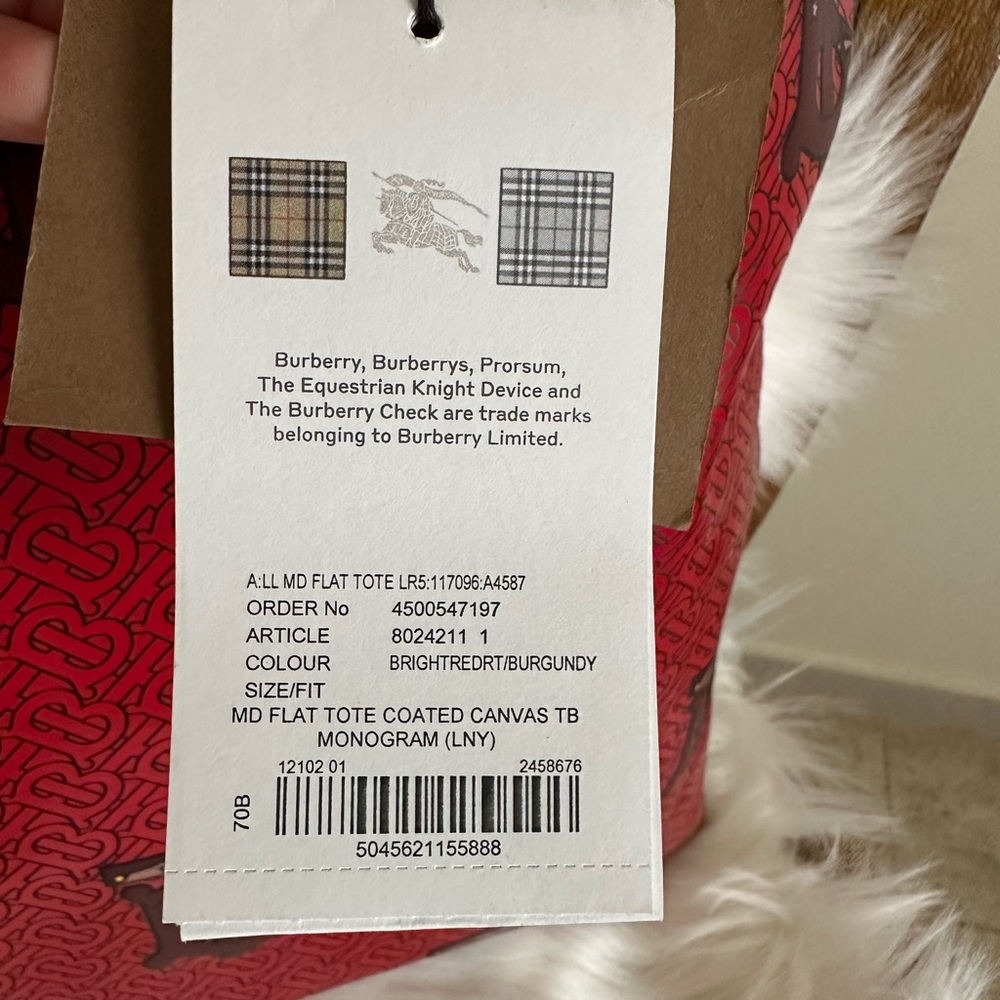 Burberry, Burberrys, Prorsum,
The Equestrian Knight Device and
The Burberry Check are trade marks
belonging to Burberry Limited.
A:LL MD FLAT TOTE LR5:117096:A4587
ORDER No 4500547197
ARTICLE 8024211 1
COLOUR BRIGHTREDRT/BURGUNDY
SIZE/FIT
MD FLAT TOTE COATED CANVAS TB
MONOGRAM (LNY)
12102 01 2458676
70B
5045621155888